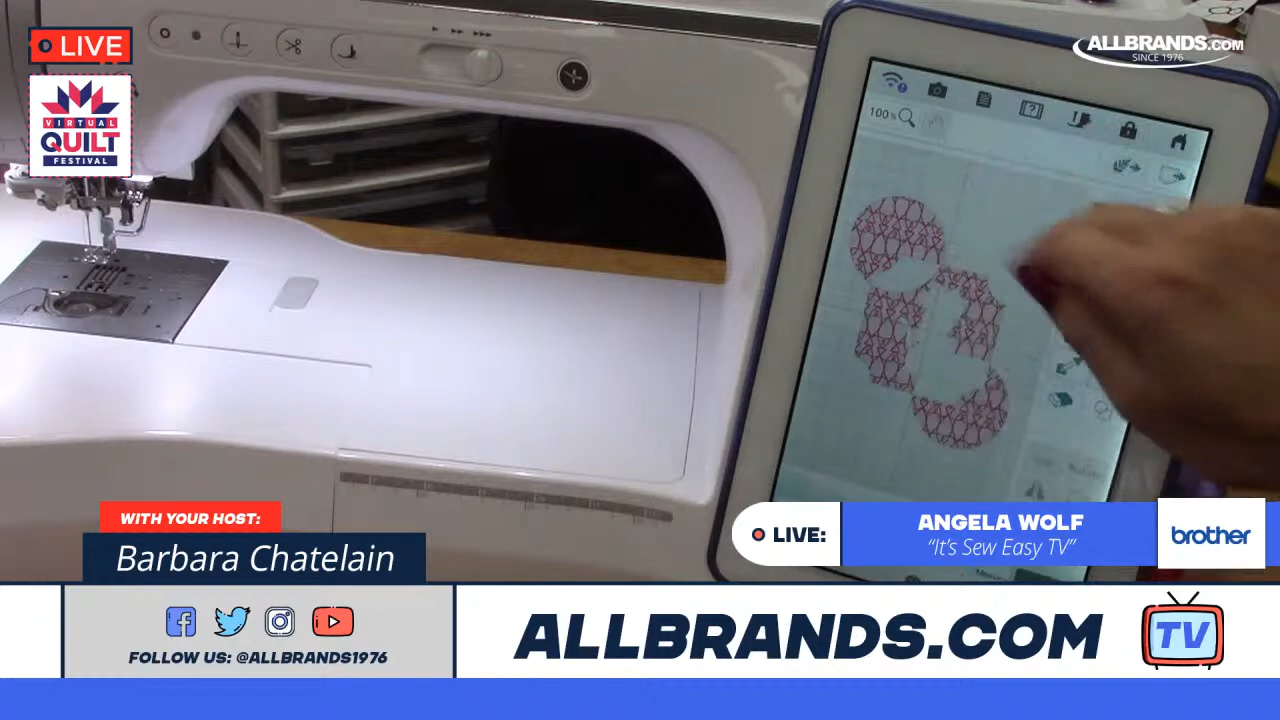 LIVE
VIRTUAL
QUILT
FESTIVAL
ALLBRANDS.COM
SINCE 1976
100%
WITH YOUR HOST:
Barbara Chatelain
LIVE:
ANGELA WOLF
"It's Sew Easy TV"
brother
FOLLOW US: @ALLBRANDS1976
ALLBRANDS.COM
TV